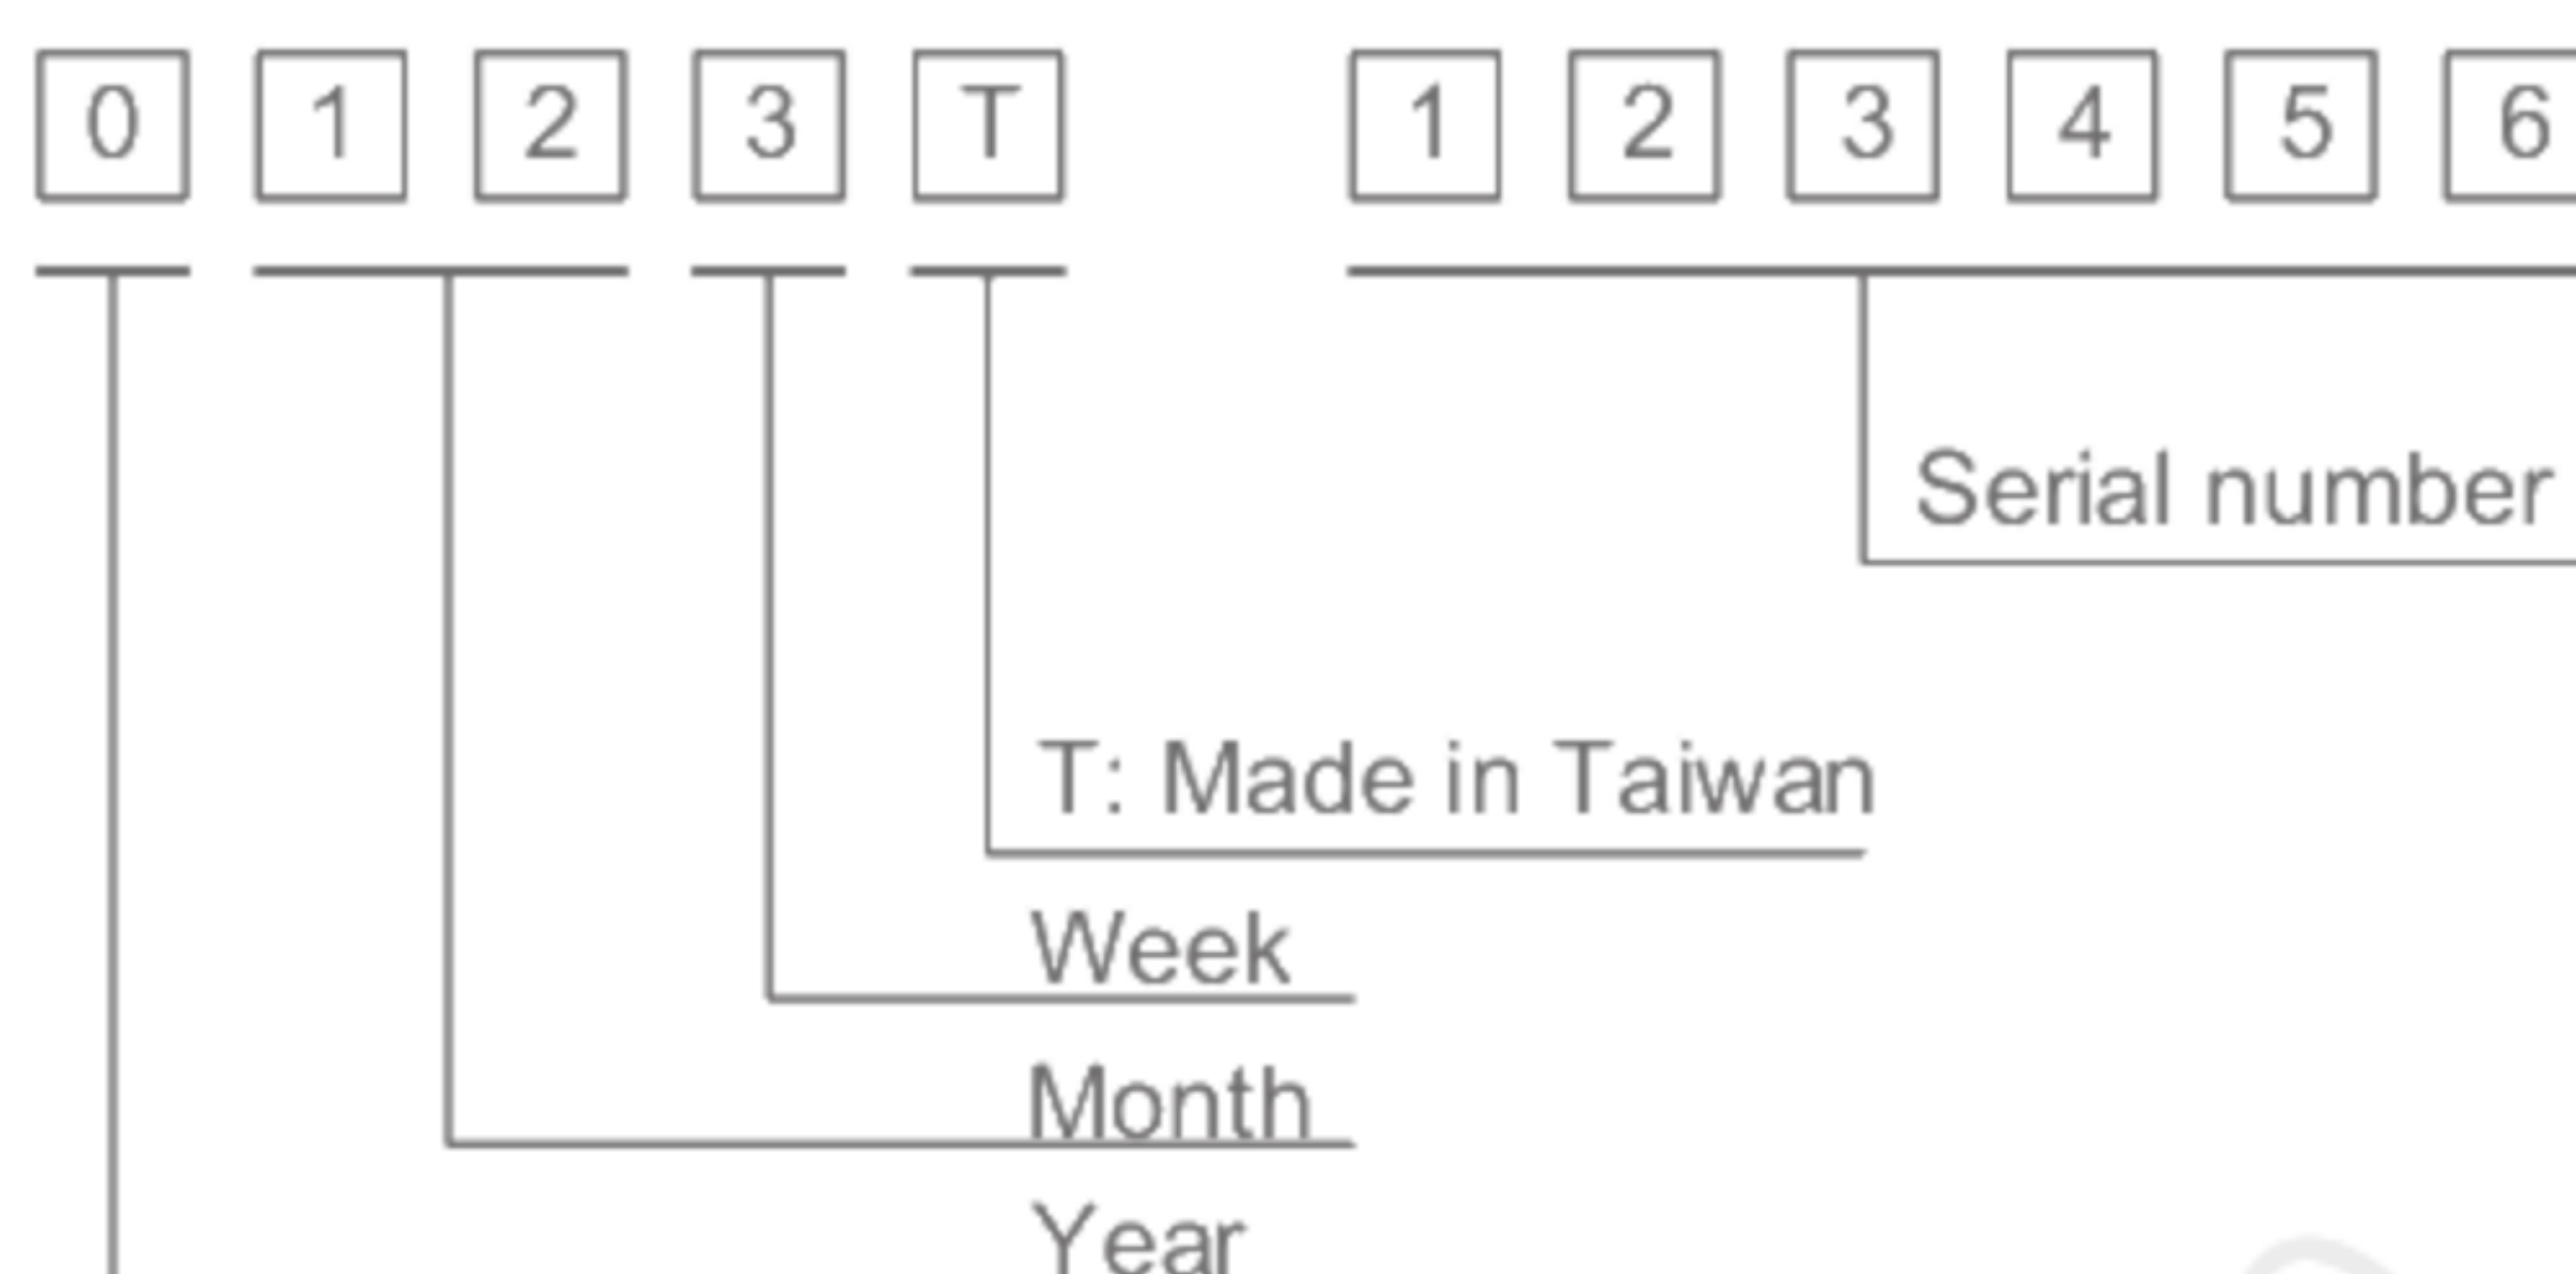 0 1 2 3 T 1 2 3 4 5 6
Serial number
T: Made in Taiwan
Week
Month
Year